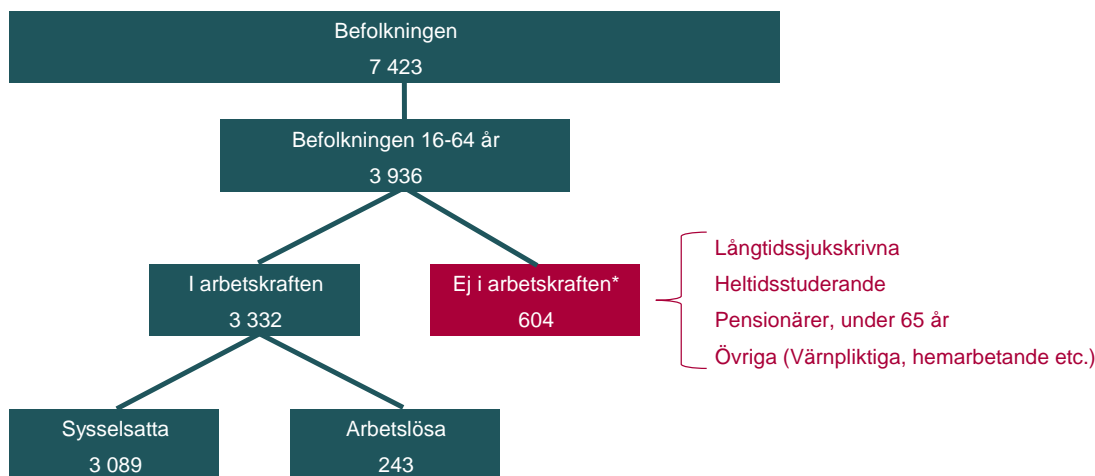 Befolkningen
7 423
Befolkningen 16-64 år
3 936
I arbetskraften
3 332
Ej i arbetskraften*
604
Långtidssjukskrivna
Heltidsstuderande
Pensionärer, under 65 år
Övriga (Värnpliktiga, hemarbetande etc.)
Sysselsatta
3 089
Arbetslösa
243